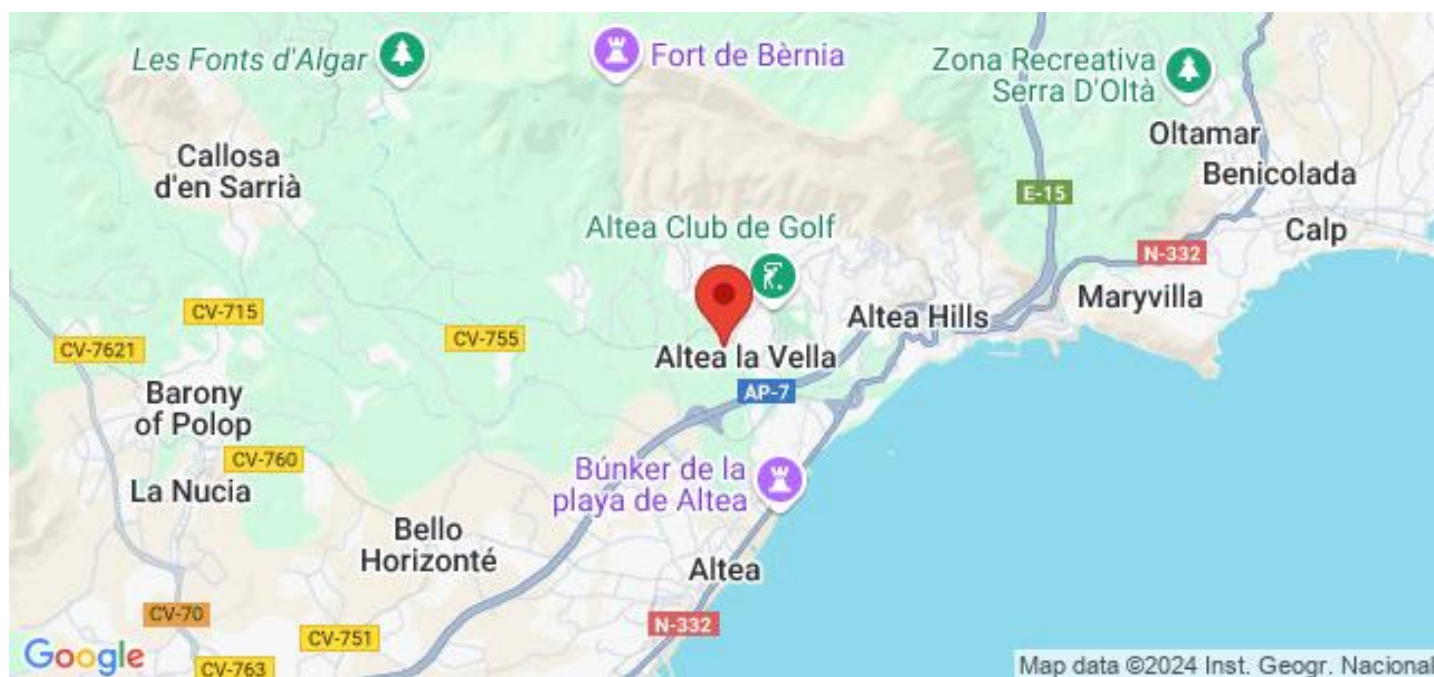 Les Fonts d'Algar
Fort de Bèrnia
Zona Recreativa
Serra D'Oltà
Oltamar
Callosa
d'en Sarrià
Benicolada
E-15
Altea Club de Golf
Calp
N-332
Maryvilla
CV-715
Altea Hills
CV-755
CV-7621
Altea la Vella
AP-7
Barony
of Polop
CV-760
Búnker de la
playa de Altea
La Nucia
Bello
Horizonté
Altea
CV-70
N-332
CV-751
Google
CV-763
Map data ©2024 Inst. Geogr. Nacional